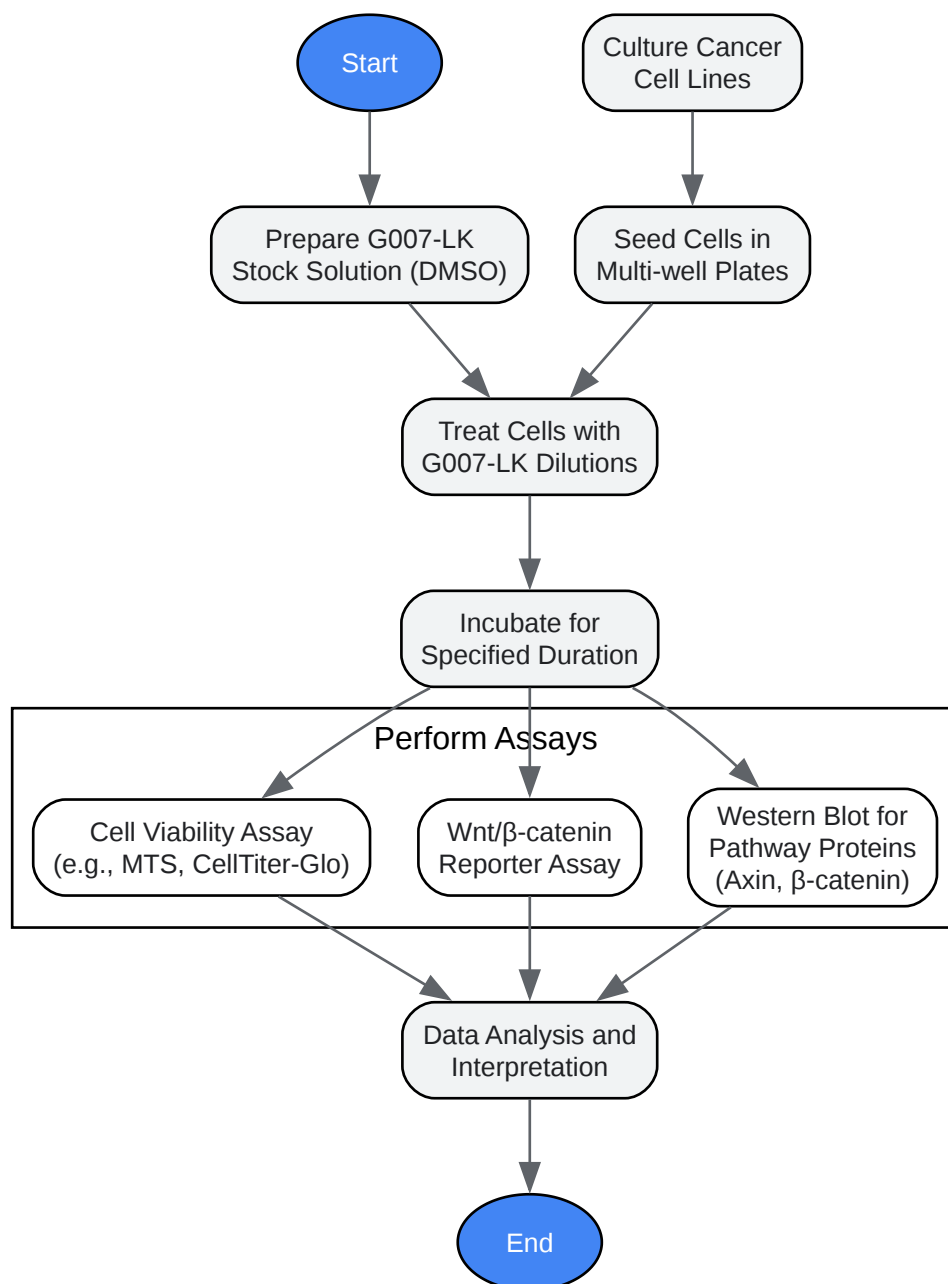 Start
Culture Cancer
Cell Lines
Prepare G007-LK
Stock Solution (DMSO)
Seed Cells in
Multi-well Plates
Treat Cells with
G007-LK Dilutions
Incubate for
Specified Duration
Perform Assays
Cell Viability Assay
(e.g., MTS, CellTiter-Glo)
Wnt/β-catenin
Reporter Assay
Western Blot for
Pathway Proteins
(Axin, β-catenin)
Data Analysis and
Interpretation
End